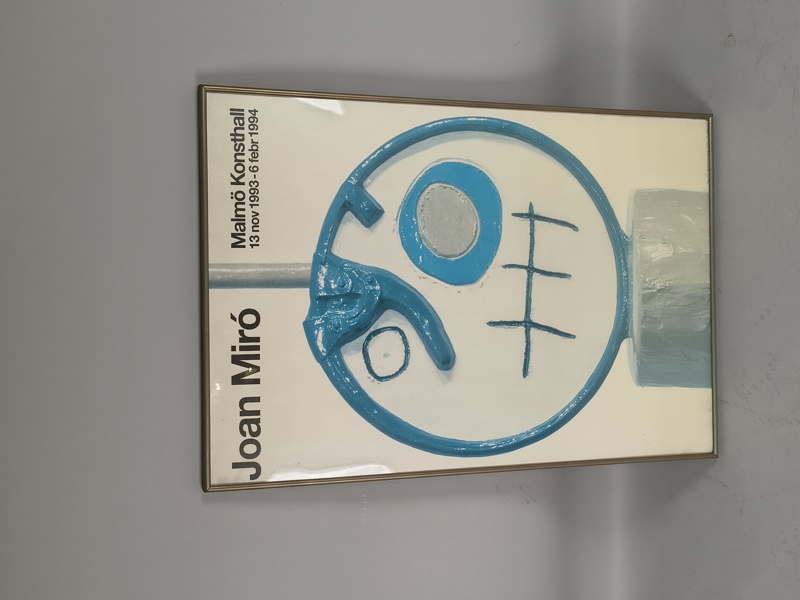 Joan Miró
Malmö Konsthall
13 nov 1993 - 6 febr 1994